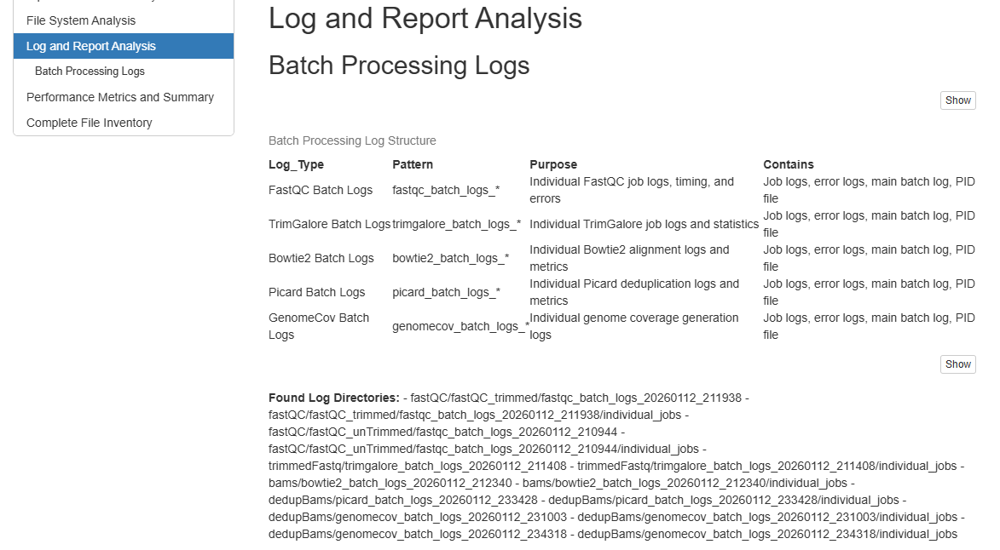 File System Analysis
Log and Report Analysis
Batch Processing Logs
Performance Metrics and Summary
Complete File Inventory
Log and Report Analysis
Batch Processing Logs
Show
Batch Processing Log Structure
Log_Type Pattern Purpose Contains
FastQC Batch Logs fastqc_batch_logs_* Individual FastQC job logs, timing, and errors Job logs, error logs, main batch log, PID file
TrimGalore Batch Logs trimgalore_batch_logs_* Individual TrimGalore job logs and statistics Job logs, error logs, main batch log, PID file
Bowtie2 Batch Logs bowtie2_batch_logs_* Individual Bowtie2 alignment logs and metrics Job logs, error logs, main batch log, PID file
Picard Batch Logs picard_batch_logs_* Individual Picard deduplication logs and metrics Job logs, error logs, main batch log, PID file
GenomeCov Batch Logs genomecov_batch_logs_* Individual genome coverage generation logs Job logs, error logs, main batch log, PID file
Show
Found Log Directories: - fastQC/fastQC_trimmed/fastqc_batch_logs_20260112_211938 -
fastQC/fastQC_trimmed/fastqc_batch_logs_20260112_211938/individual_jobs -
fastQC/fastQC_unTrimmed/fastqc_batch_logs_20260112_210944 -
fastQC/fastQC_unTrimmed/fastqc_batch_logs_20260112_210944/individual_jobs -
trimmedFastq/trimgalore_batch_logs_20260112_211408 - trimmedFastq/trimgalore_batch_logs_20260112_211408/individual_jobs -
bams/bowtie2_batch_logs_20260112_212340 - bams/bowtie2_batch_logs_20260112_212340/individual_jobs -
dedupBams/picard_batch_logs_20260112_233428 - dedupBams/picard_batch_logs_20260112_233428/individual_jobs -
dedupBams/genomecov_batch_logs_20260112_231003 - dedupBams/genomecov_batch_logs_20260112_231003/individual_jobs -
dedupBams/genomecov_batch_logs_20260112_234318 - dedupBams/genomecov_batch_logs_20260112_234318/individual_jobs